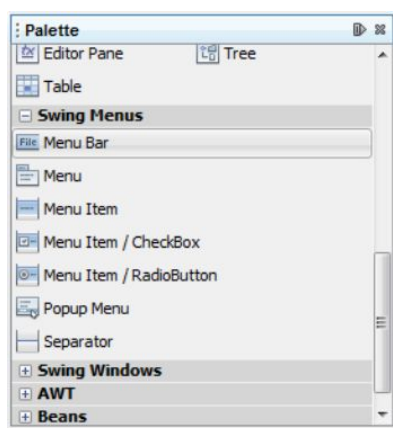 Palette
Editor Pane Tree
Table
Swing Menus
File Menu Bar
Menu
Menu Item
Menu Item / CheckBox
Menu Item / RadioButton
Popup Menu
Separator
Swing Windows
AWT
Beans